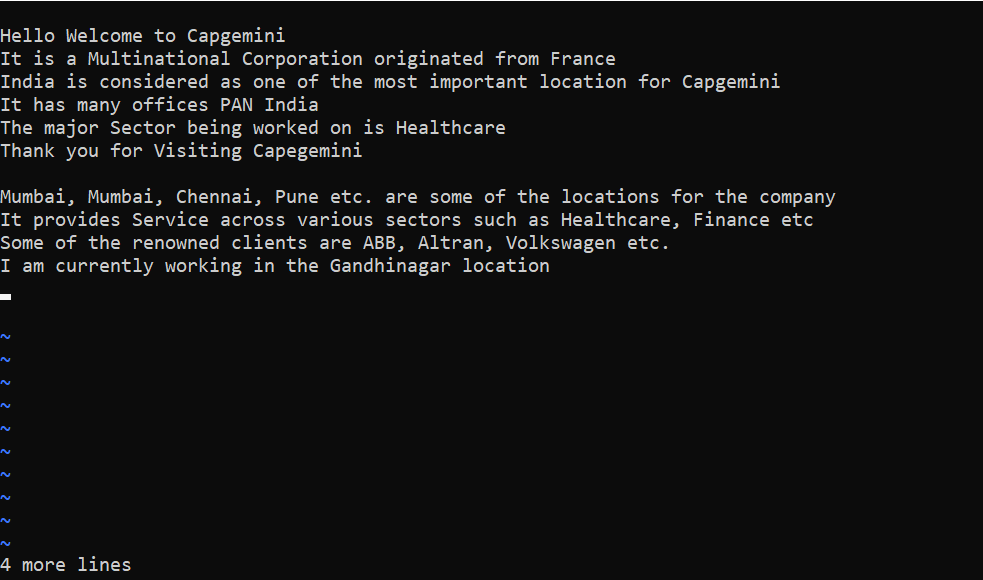 Hello Welcome to Capgemini
It is a Multinational Corporation originated from France
India is considered as one of the most important location for Capgemini
It has many offices PAN India
The major Sector being worked on is Healthcare
Thank you for Visiting Capegemini

Mumbai, Mumbai, Chennai, Pune etc. are some of the locations for the company
It provides Service across various sectors such as Healthcare, Finance etc
Some of the renowned clients are ABB, Altran, Volkswagen etc.
I am currently working in the Gandhinagar location

~
~
~
~
~
~
~
~
~
~
4 more lines